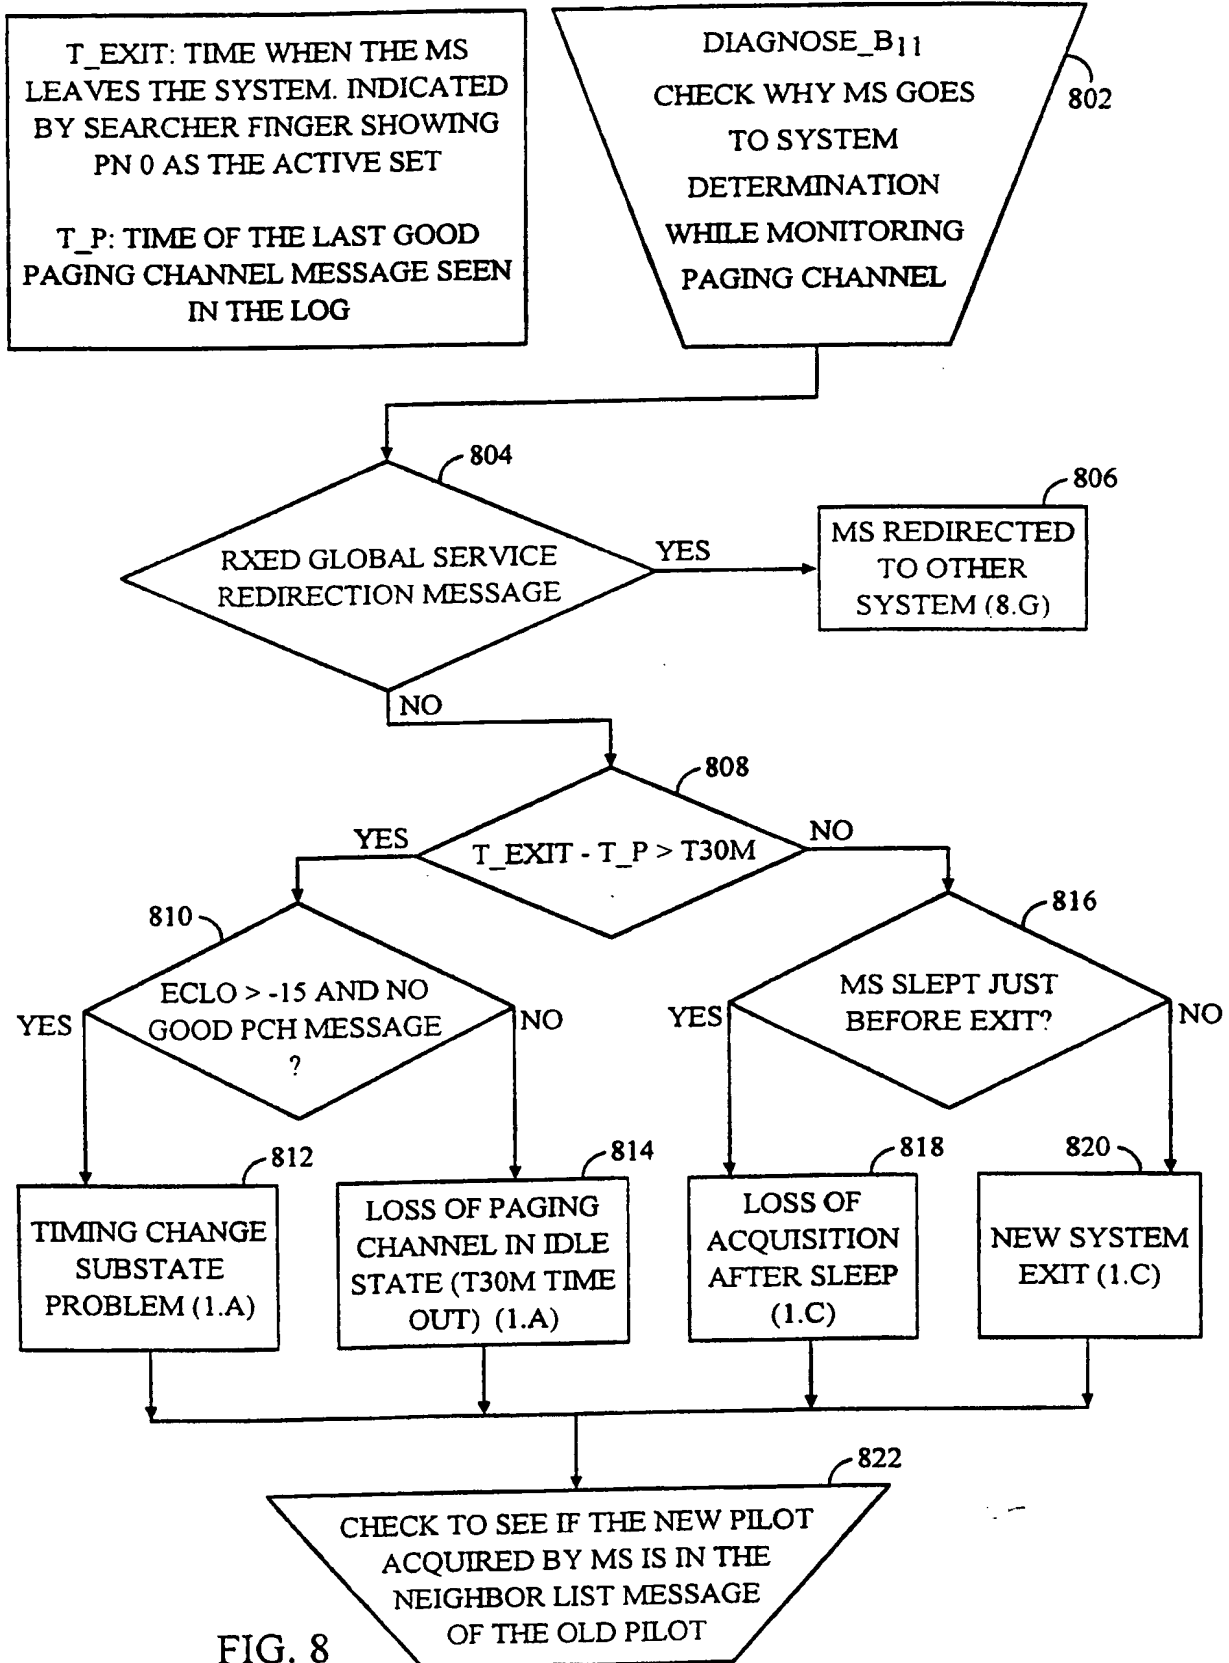 T_EXIT: TIME WHEN THE MS
LEAVES THE SYSTEM. INDICATED
BY SEARCHER FINGER SHOWING
PN 0 AS THE ACTIVE SET
T_P: TIME OF THE LAST GOOD
PAGING CHANNEL MESSAGE SEEN
IN THE LOG
DIAGNOSE_B11
CHECK WHY MS GOES
TO SYSTEM
DETERMINATION
WHILE MONITORING
PAGING CHANNEL
802
804
RXED GLOBAL SERVICE
REDIRECTION MESSAGE
YES
806
MS REDIRECTED
TO OTHER
SYSTEM (8.G)
NO
808
T_EXIT - T_P > T30M
YES
NO
810
ECLO > -15 AND NO
GOOD PCH MESSAGE
?
YES
NO
816
MS SLEPT JUST
BEFORE EXIT?
YES
NO
812
TIMING CHANGE
SUBSTATE
PROBLEM (1.A)
814
LOSS OF PAGING
CHANNEL IN IDLE
STATE (T30M TIME
OUT) (1.A)
818
LOSS OF
ACQUISITION
AFTER SLEEP
(1.C)
820
NEW SYSTEM
EXIT (1.C)
822
CHECK TO SEE IF THE NEW PILOT
ACQUIRED BY MS IS IN THE
NEIGHBOR LIST MESSAGE
OF THE OLD PILOT
FIG. 8